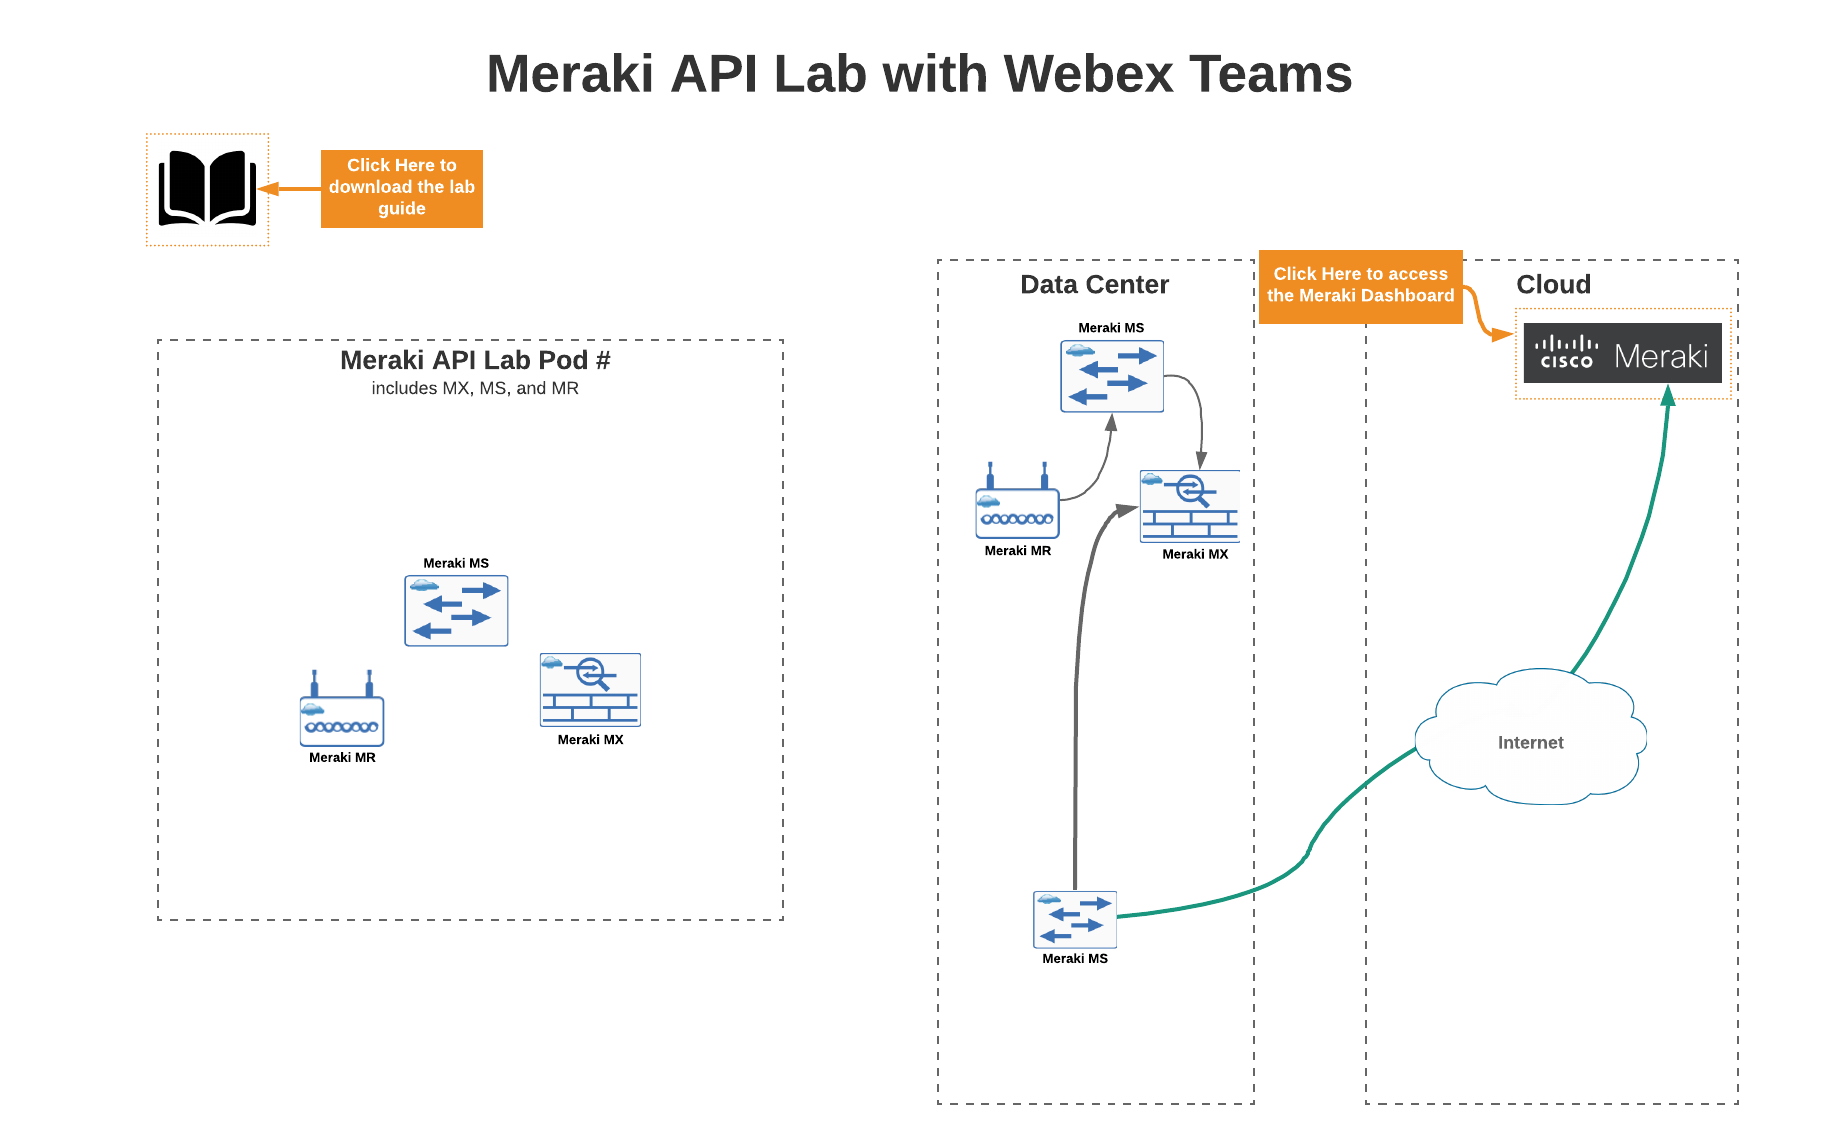 Meraki API Lab with Webex Teams
Click Here to
download the lab
guide
Meraki API Lab Pod #
includes MX, MS, and MR
Meraki MS
Meraki MR
Meraki MX
Data Center
Meraki MS
Meraki MR
Meraki MX
Meraki MS
Click Here to access
the Meraki Dashboard
Cloud
cisco Meraki
Internet